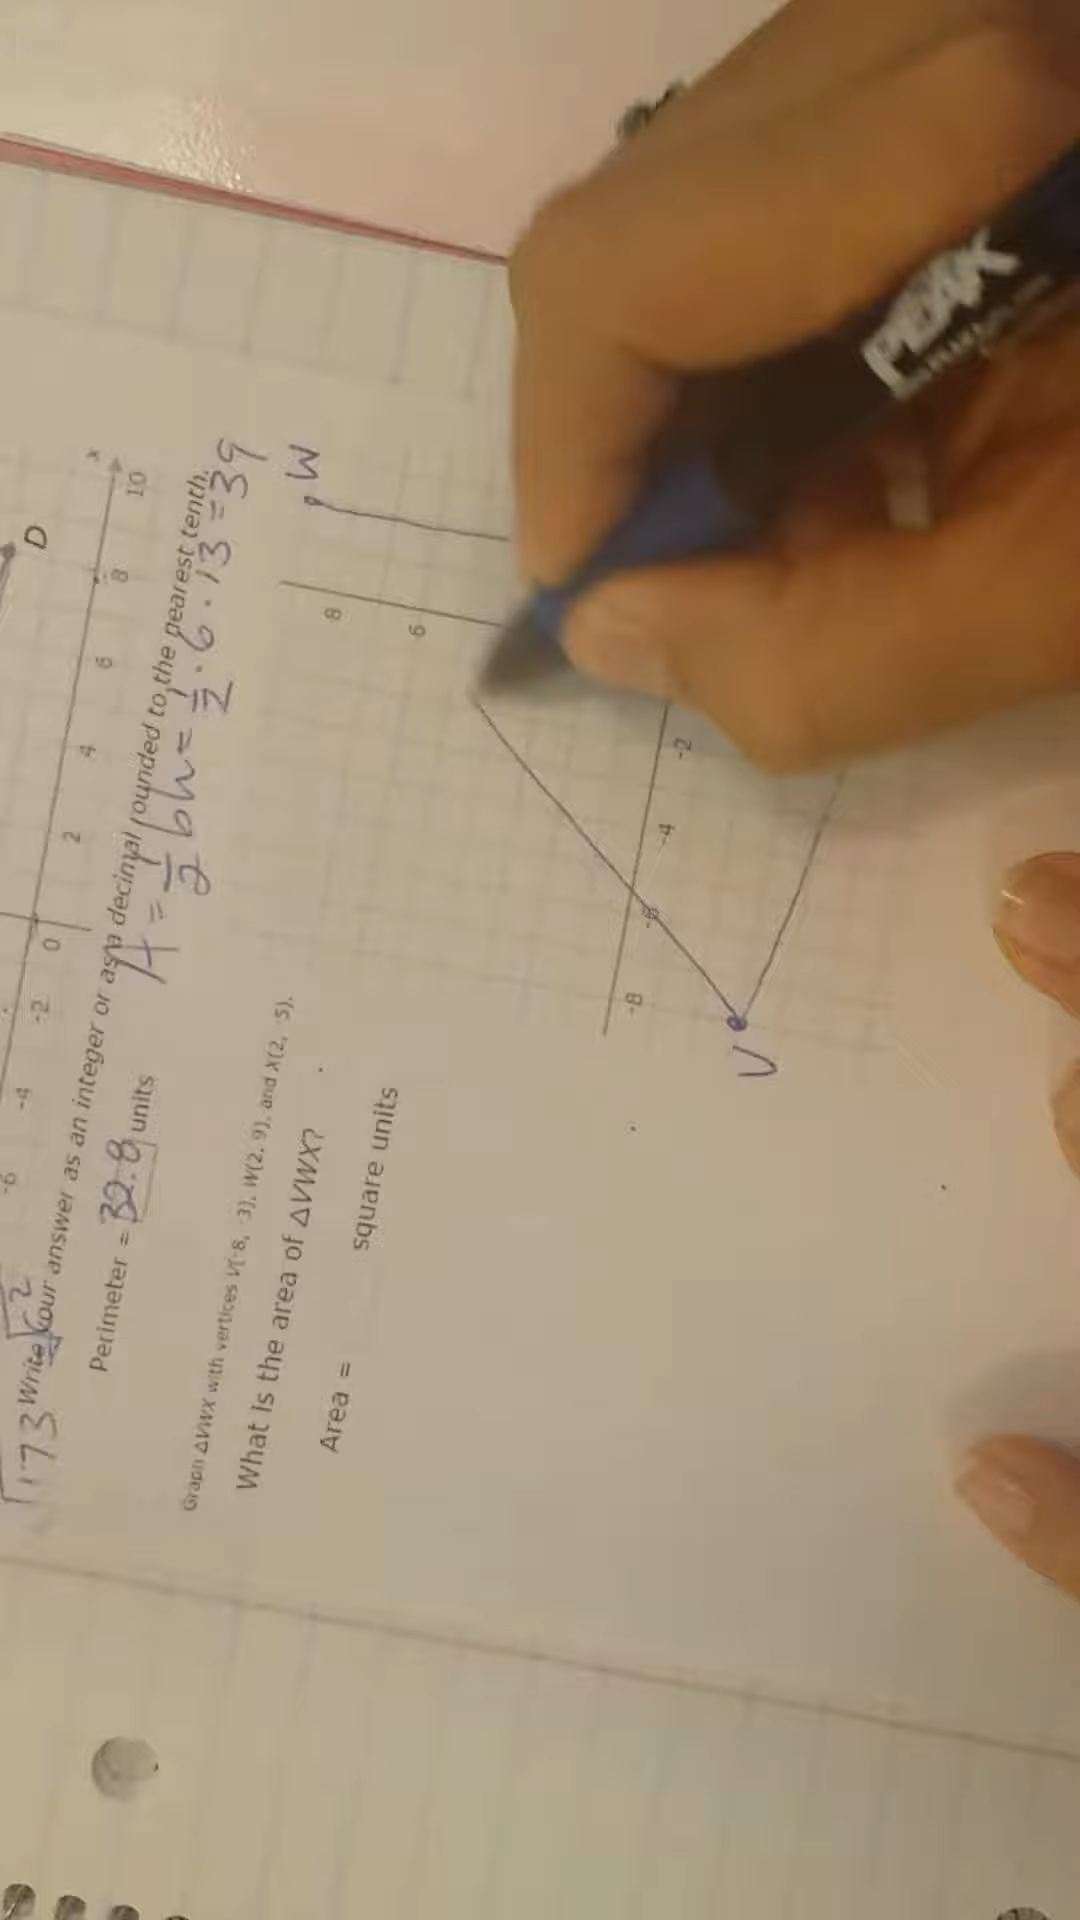 D
x
-6 -4 -2 0 2 4 6 8 10
173
Write your answer as an integer or as a decimal rounded to the nearest tenth.
Perimeter = 32.8 units
A = 1/2 bh = 1/2 · 6 · 13 = 39
Graph ΔVWX with vertices V(-8, -3), W(2, 9), and X(2, -5).
What is the area of ΔVWX?
Area = square units
W
8
6
-8 -6 -4 -2
V
PEAK